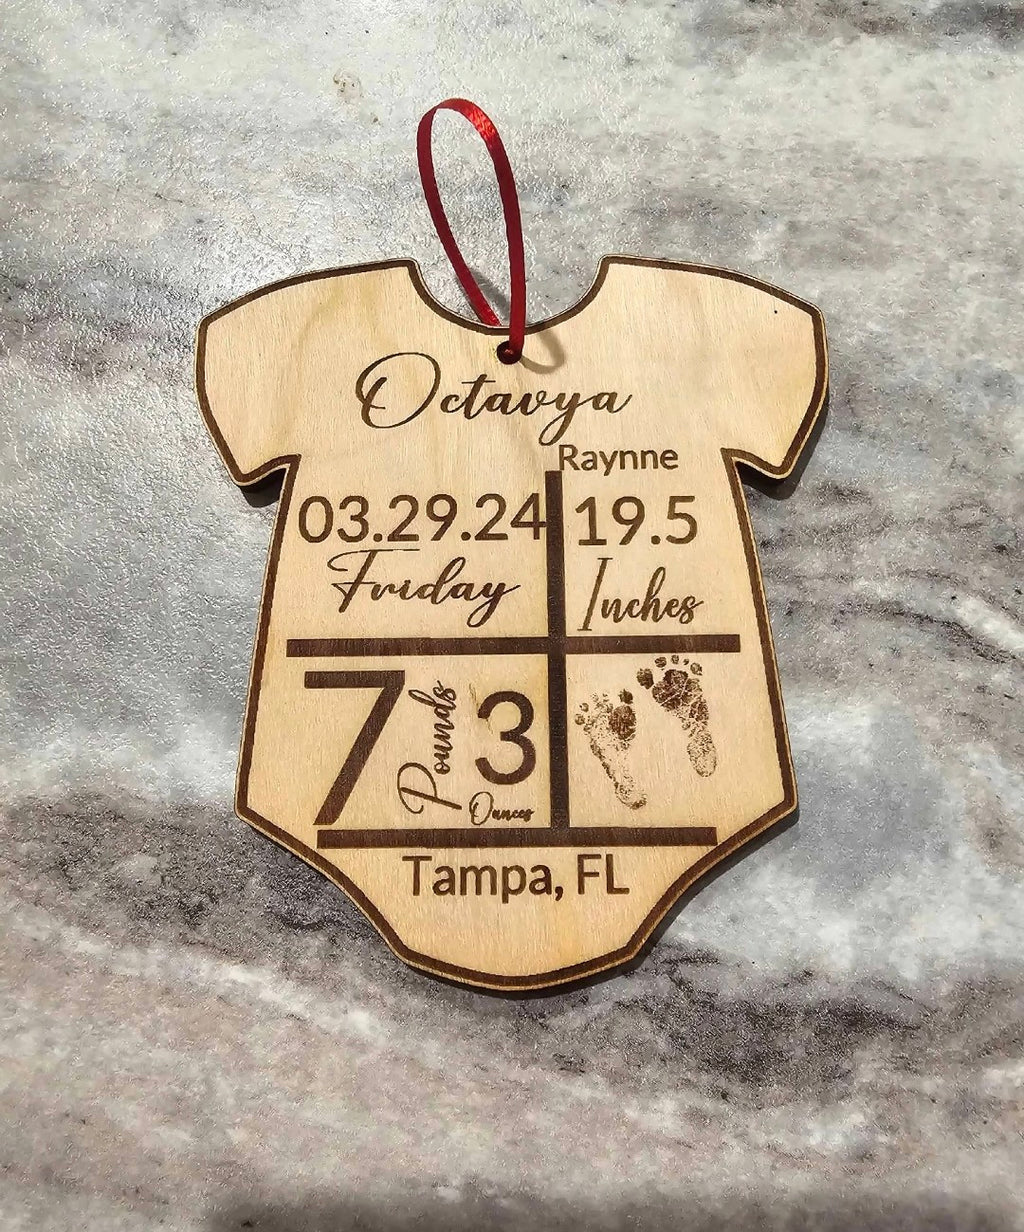 Octavya
Raynne
03.29.24
Friday
19.5
Inches
7
Pounds
3
Ounces
Tampa, FL